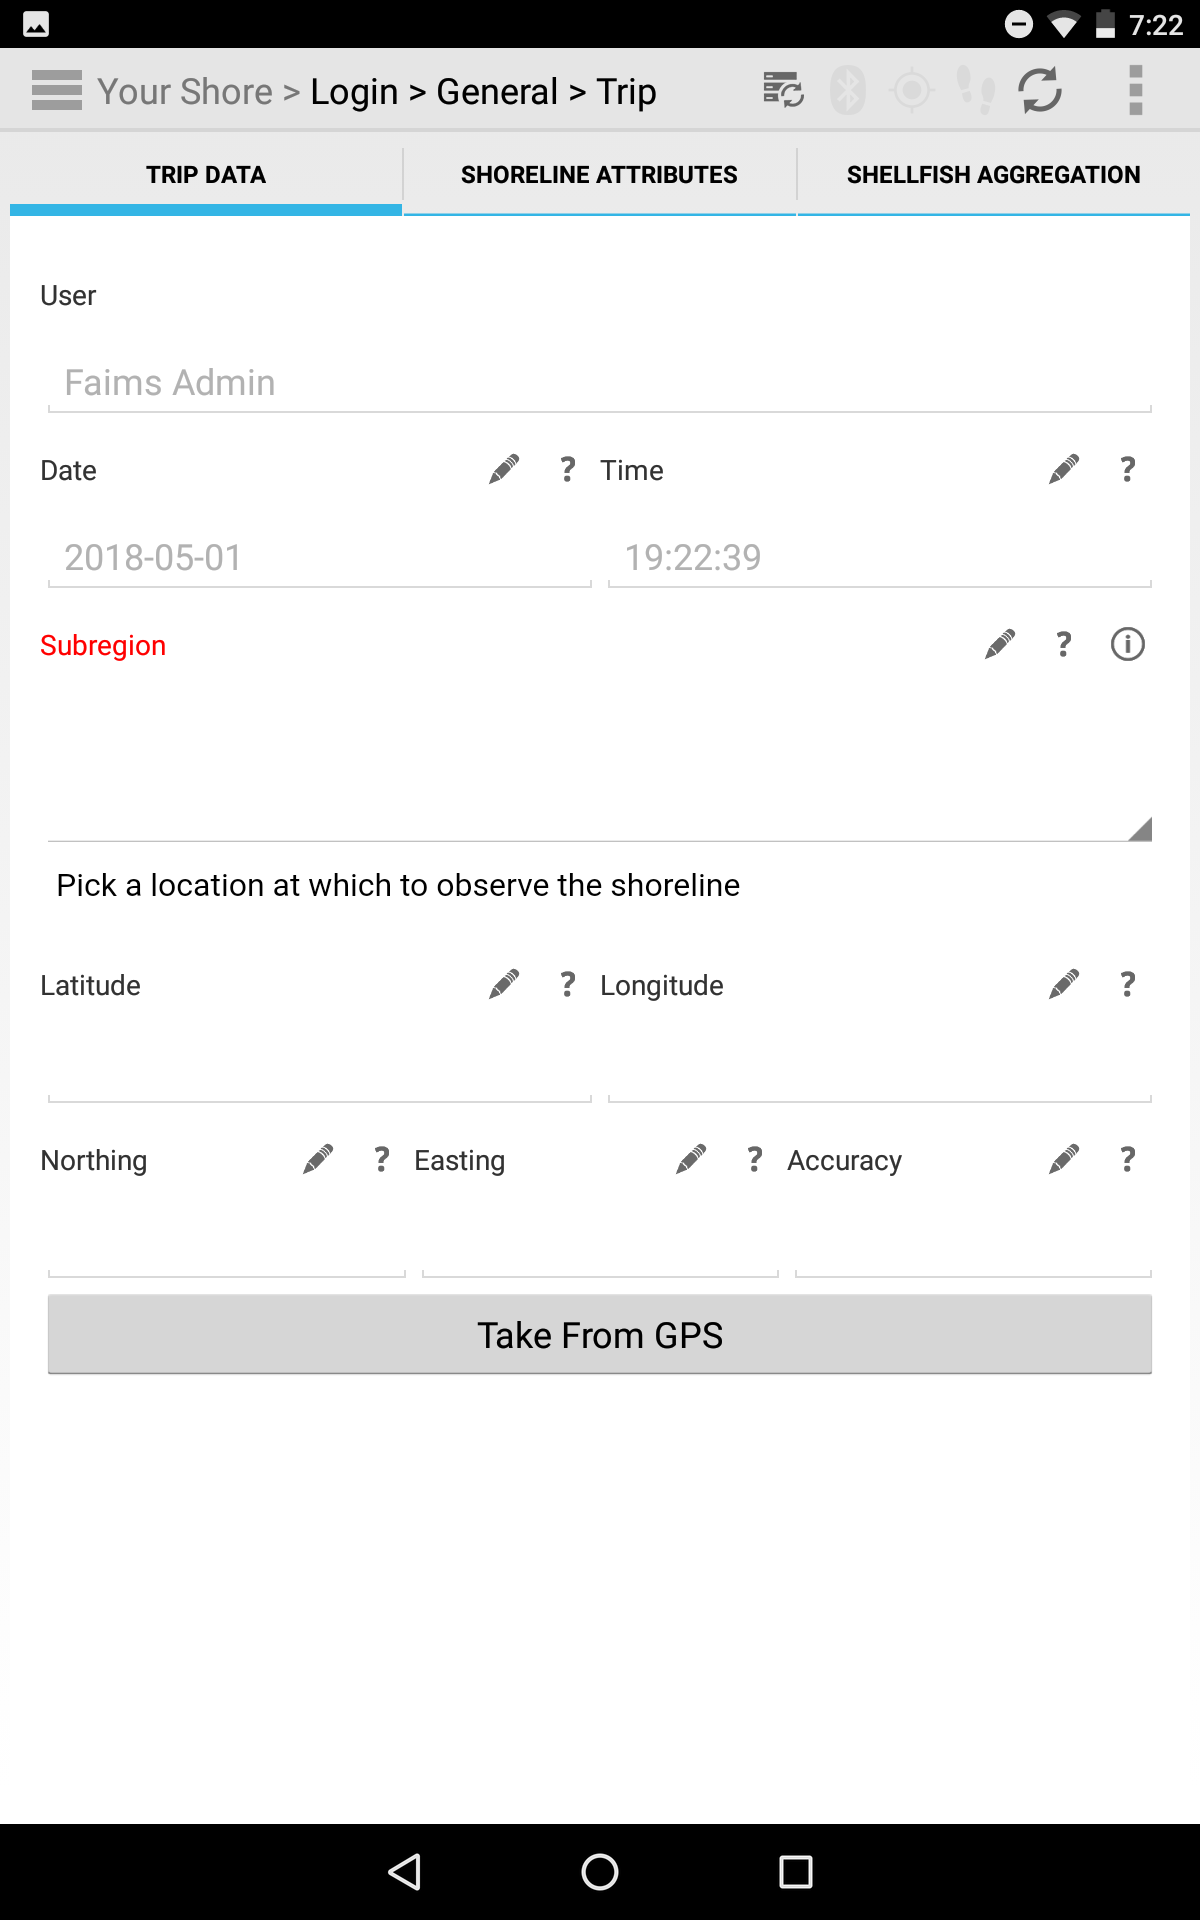 7:22
Your Shore > Login > General > Trip
TRIP DATA SHORELINE ATTRIBUTES SHELLFISH AGGREGATION
User
Faims Admin
Date ? Time ?
2018-05-01 19:22:39
Subregion ? i
Pick a location at which to observe the shoreline
Latitude ? Longitude ?
Northing ? Easting ? Accuracy ?
Take From GPS